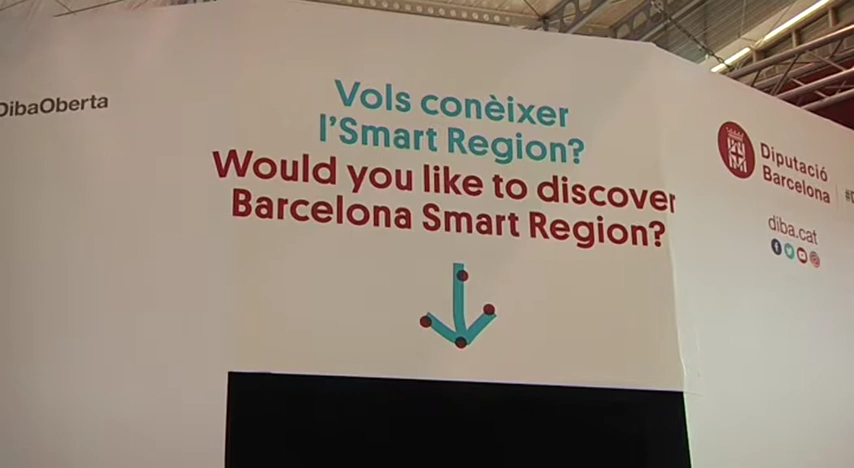 DibaOberta
Vols conèixer
l'Smart Region?
Would you like to discover
Barcelona Smart Region?
Diputació
Barcelona
diba.cat